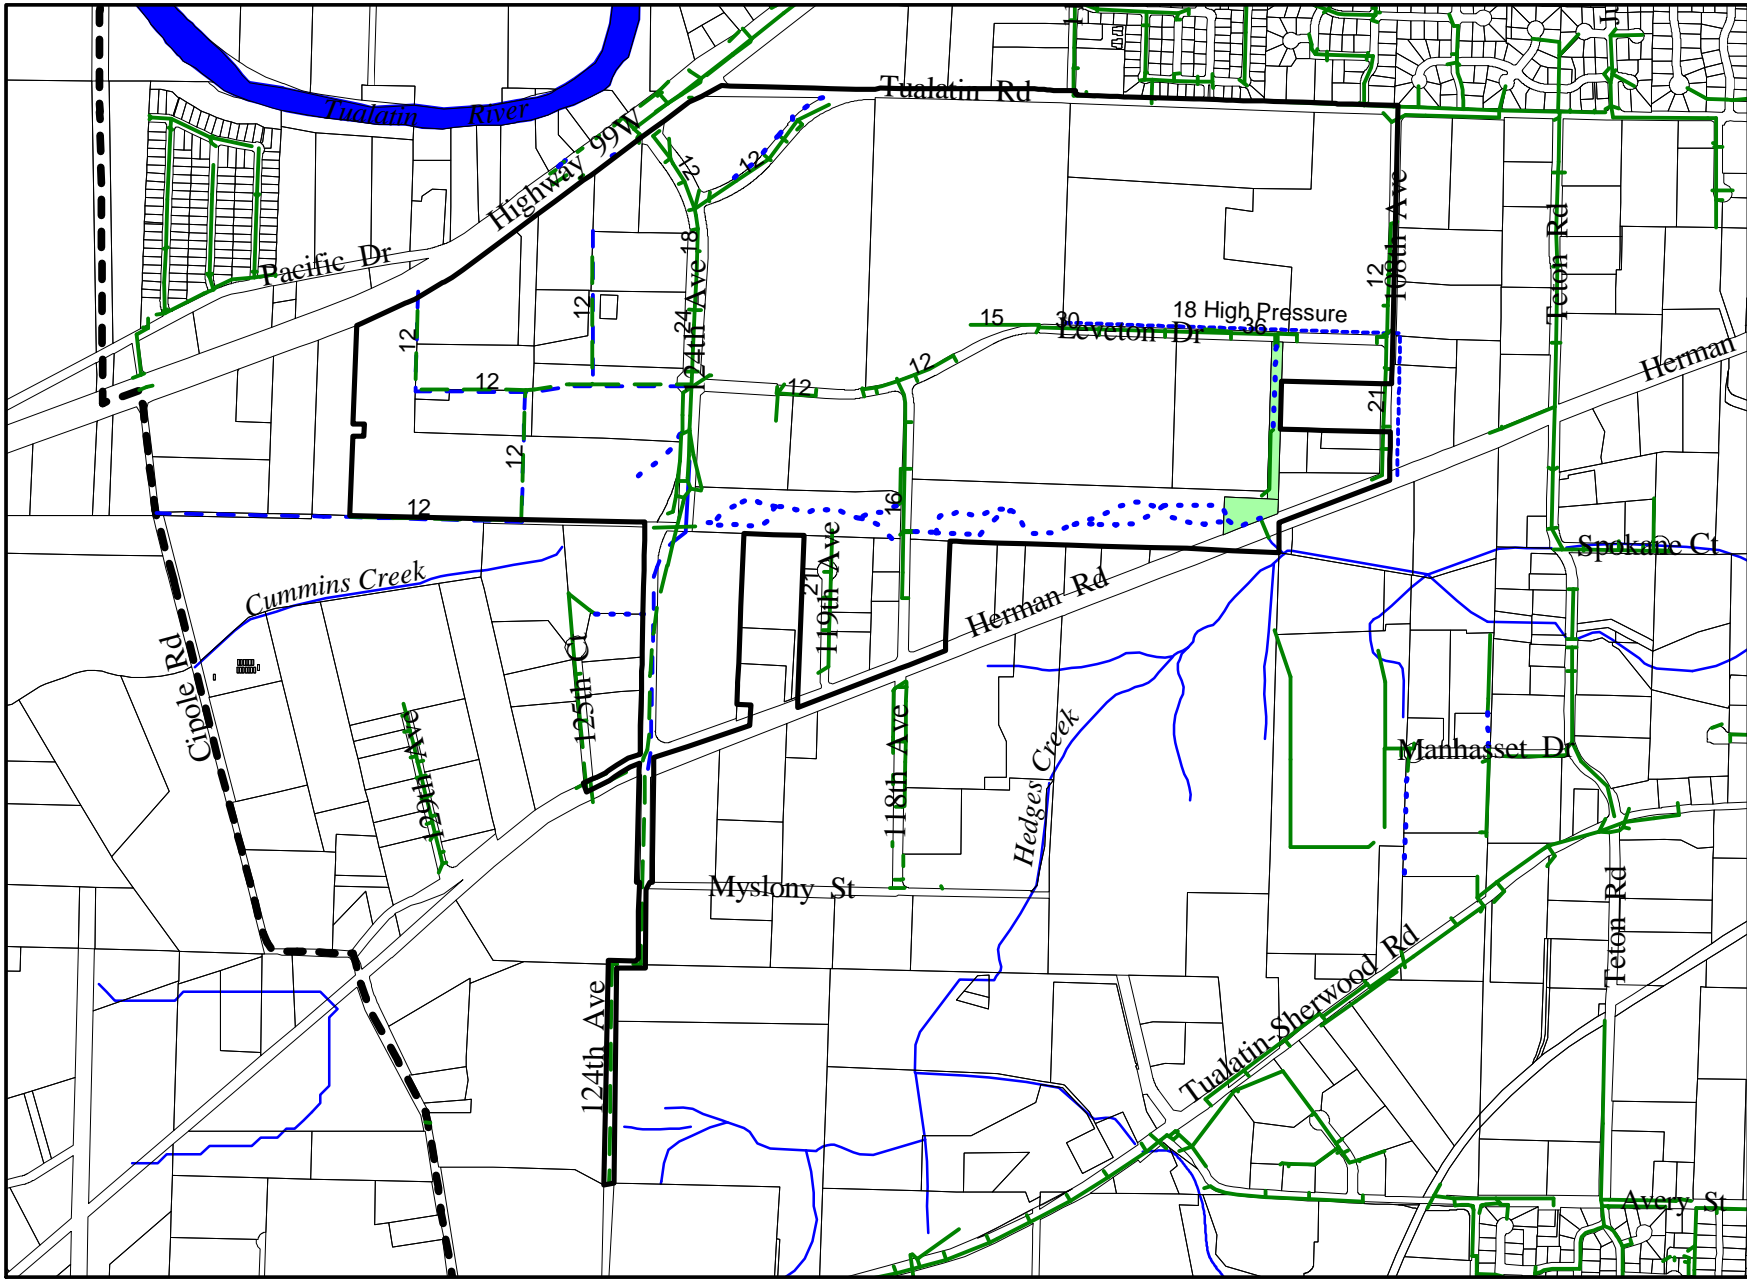 Tualatin Rd
Tualatin River
Highway 99W
12
12
Pacific Dr
18
108th Ave
12
Teton Rd
124th Ave
24
12
12
15
30
18 High Pressure
36
Leveton Dr
Herman
12
12
12
21
12
12
16
Spokane Ct
119th Ave
21
Cummins Creek
Herman Rd
Cipole Rd
125th Ct
129th Ave
118th Ave
Hedges Creek
Manhasset Dr
Myslony St
Teton Rd
Tualatin-Sherwood Rd
124th Ave
Avery St